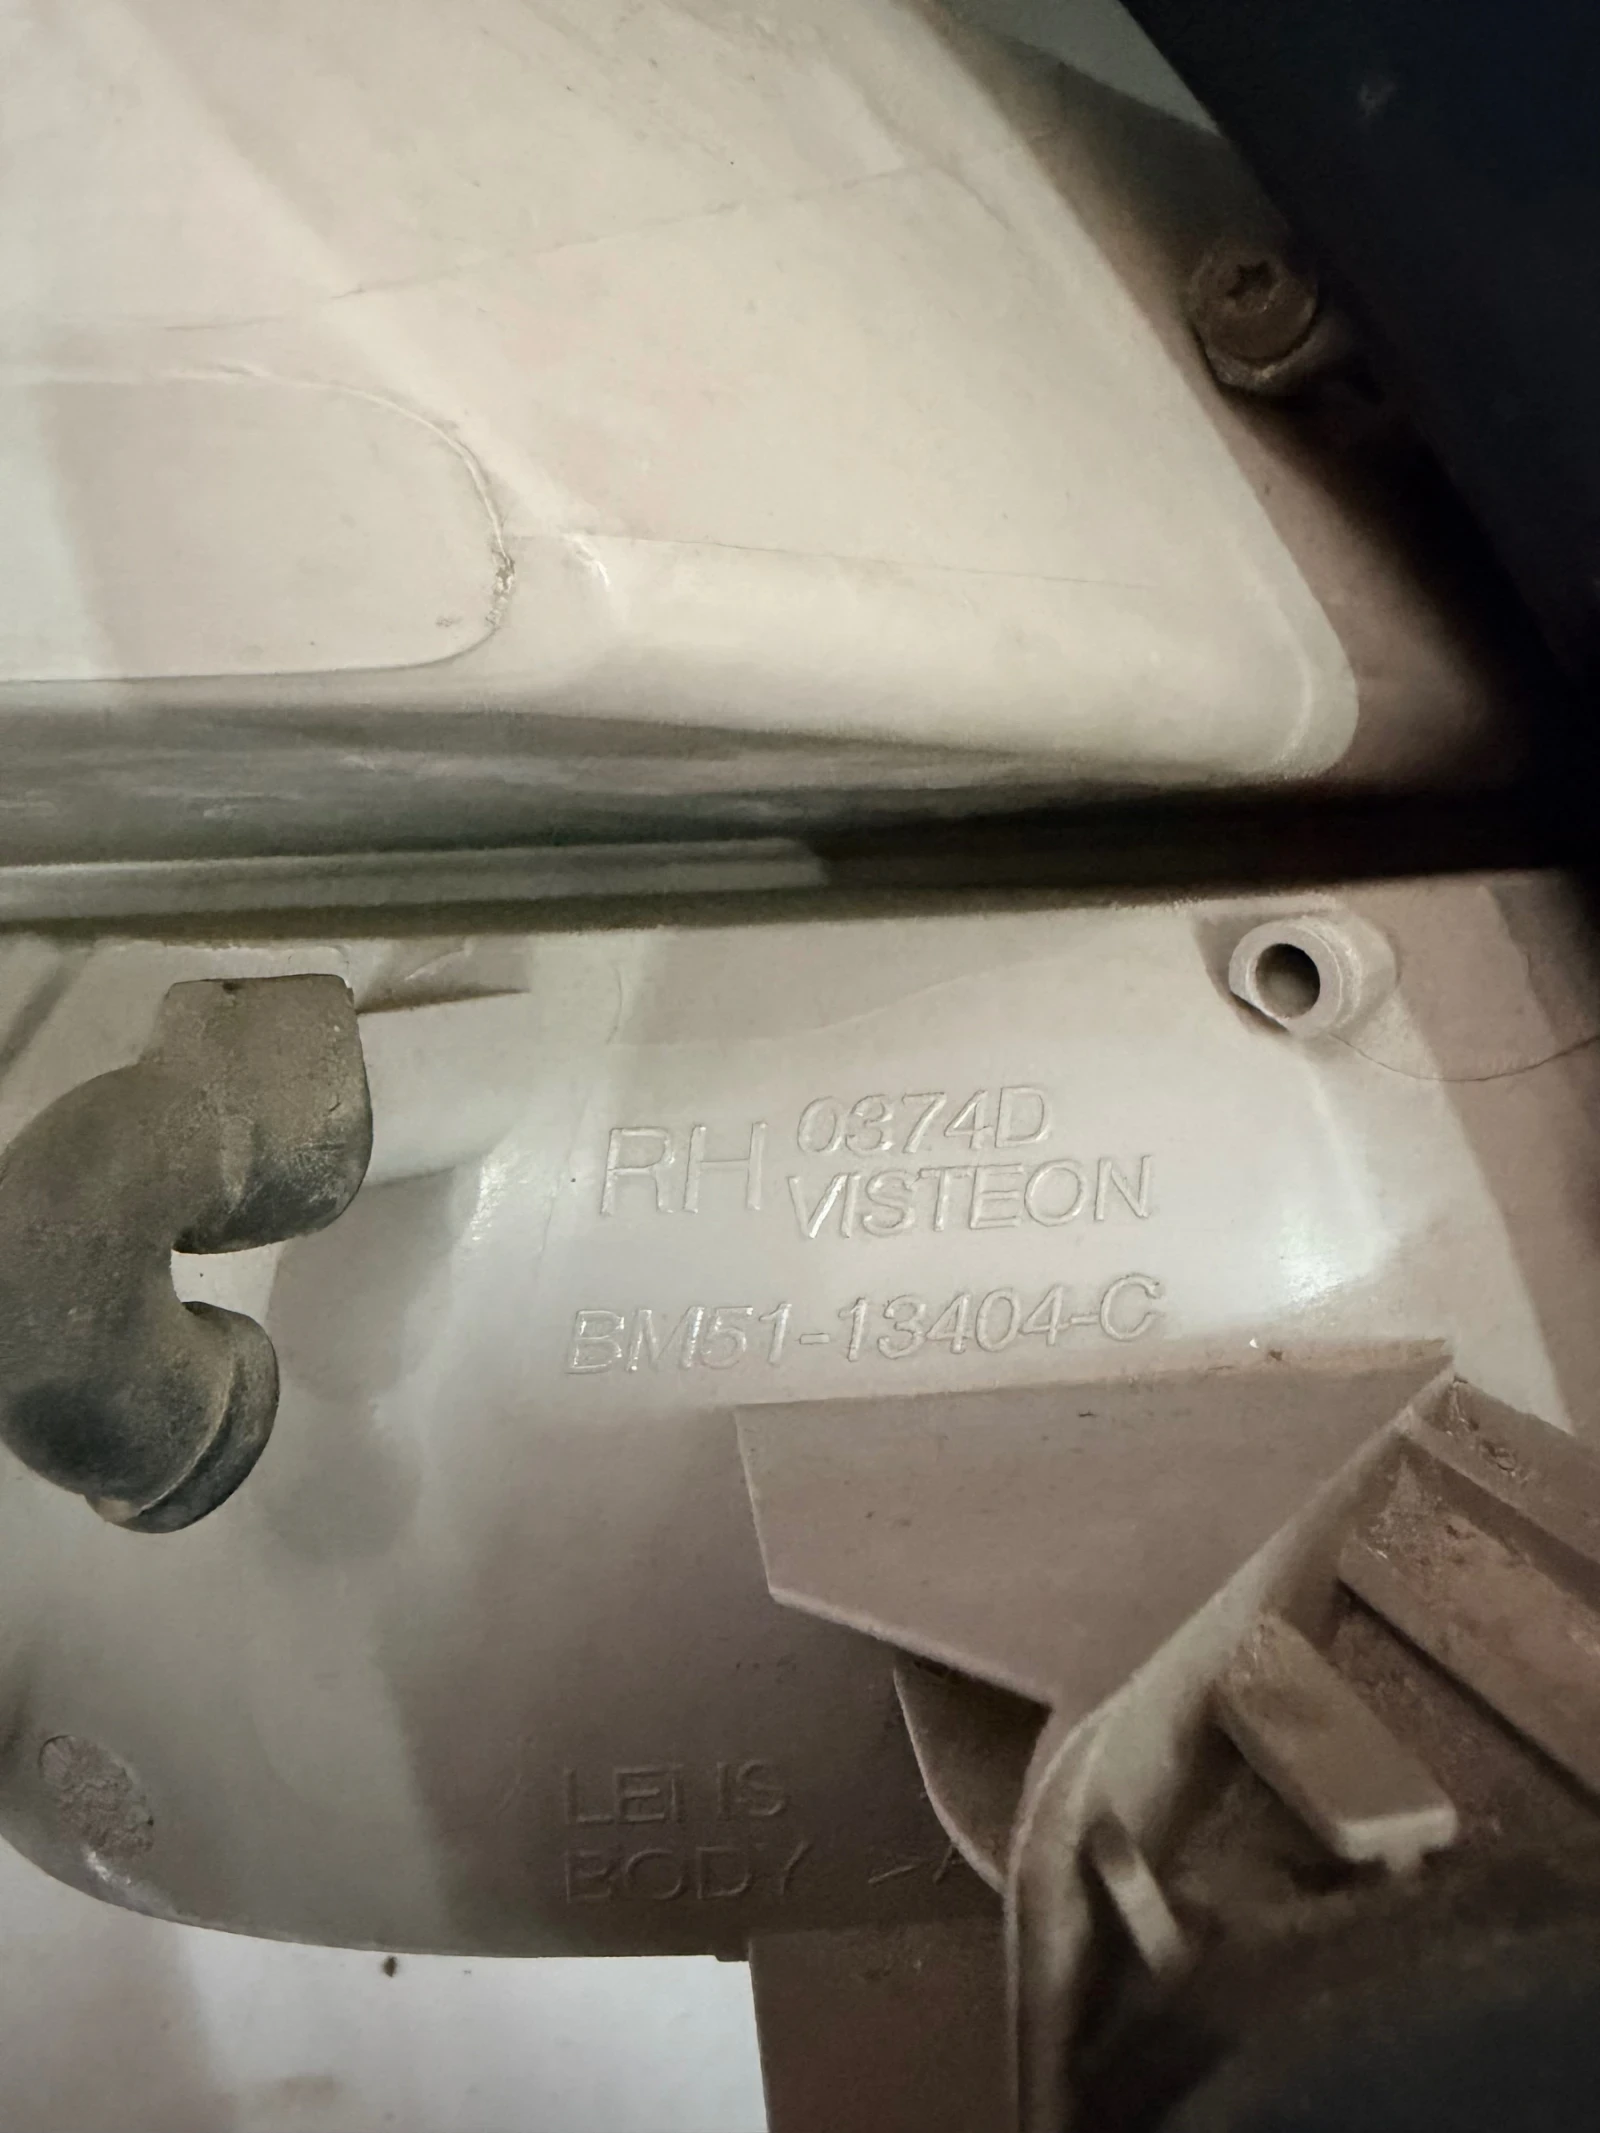 RH 0374D
VISTEON
BM51-13404-C
LENS
BODY >A